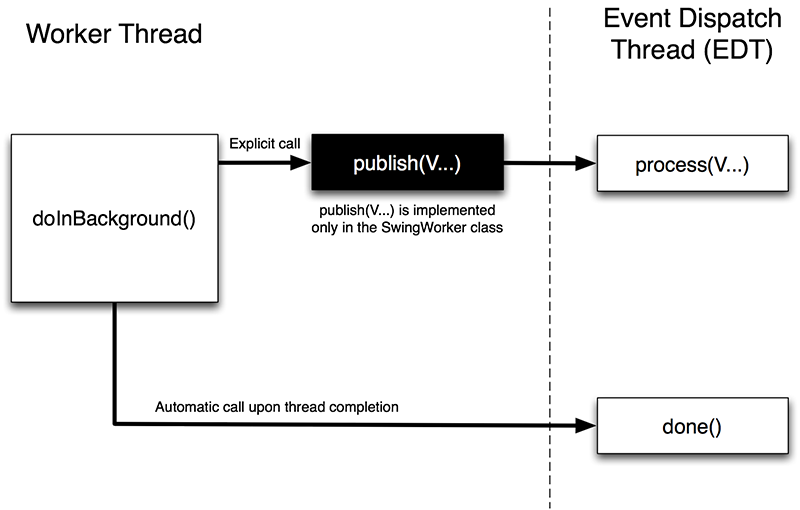 Worker Thread
Event Dispatch
Thread (EDT)
doInBackground()
Explicit call
publish(V...)
publish(V...) is implemented
only in the SwingWorker class
process(V...)
Automatic call upon thread completion
done()